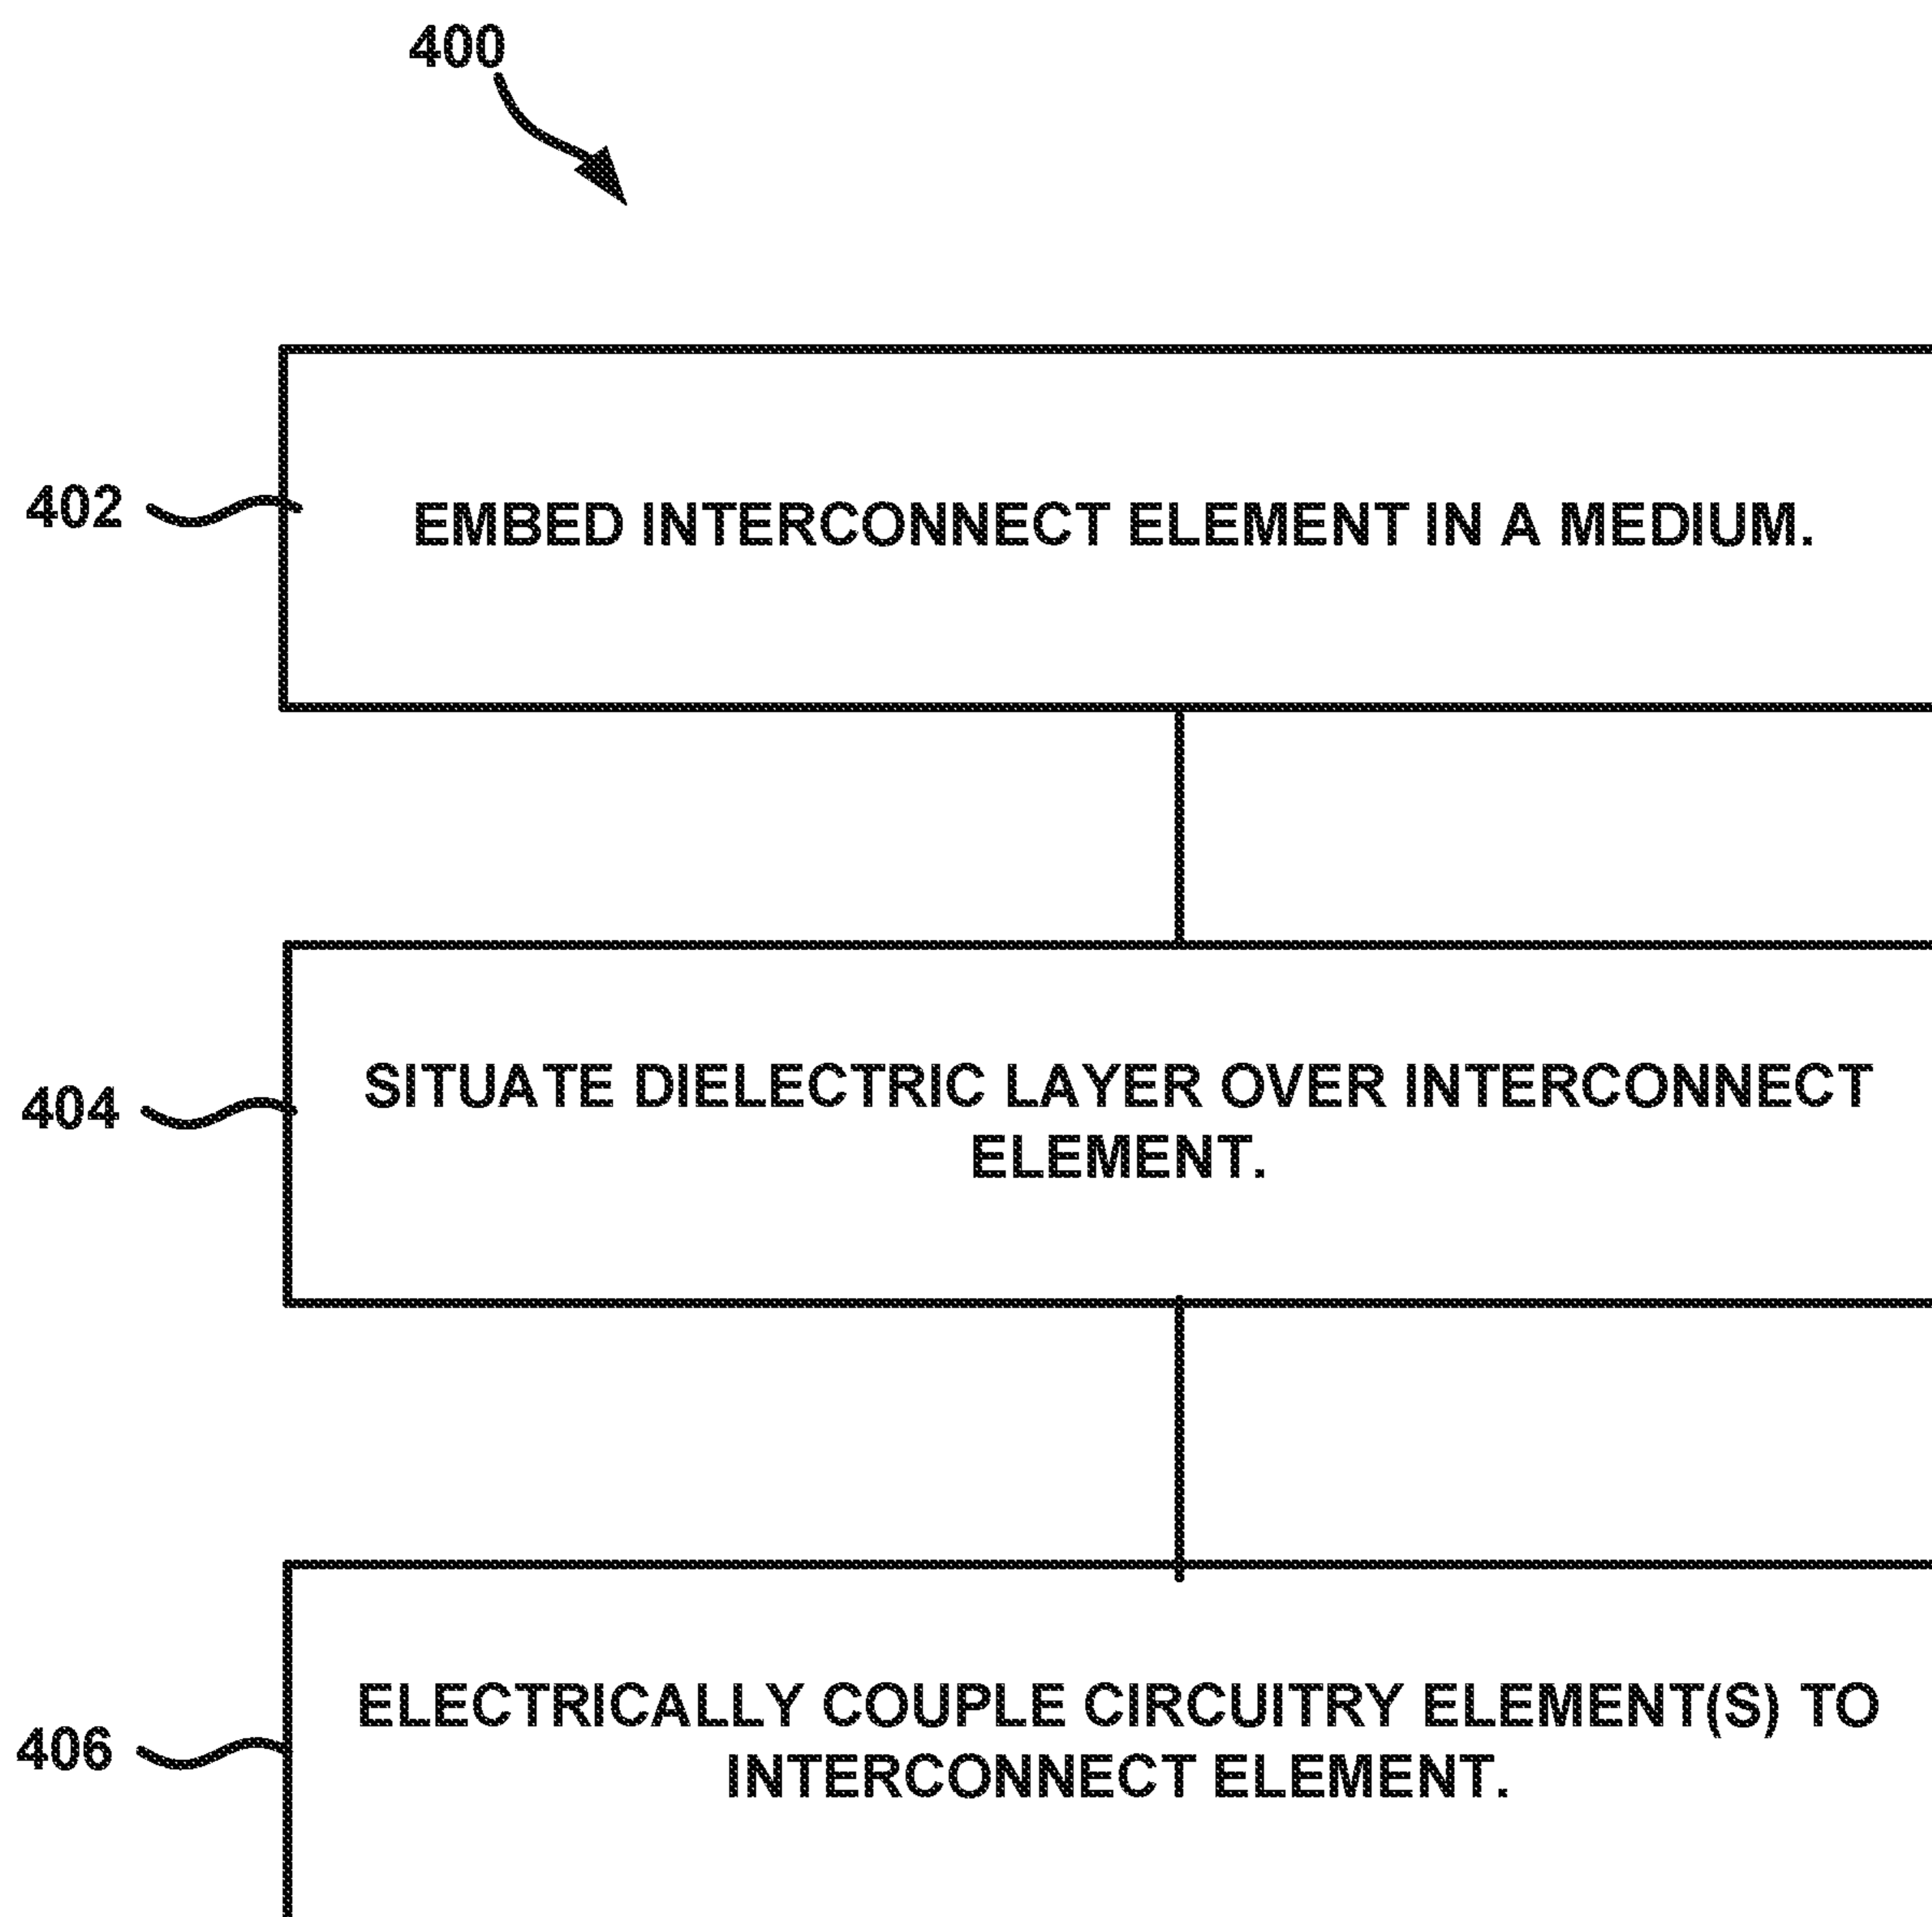 400
402
EMBED INTERCONNECT ELEMENT IN A MEDIUM.
404
SITUATE DIELECTRIC LAYER OVER INTERCONNECT
ELEMENT.
406
ELECTRICALLY COUPLE CIRCUITRY ELEMENT(S) TO
INTERCONNECT ELEMENT.